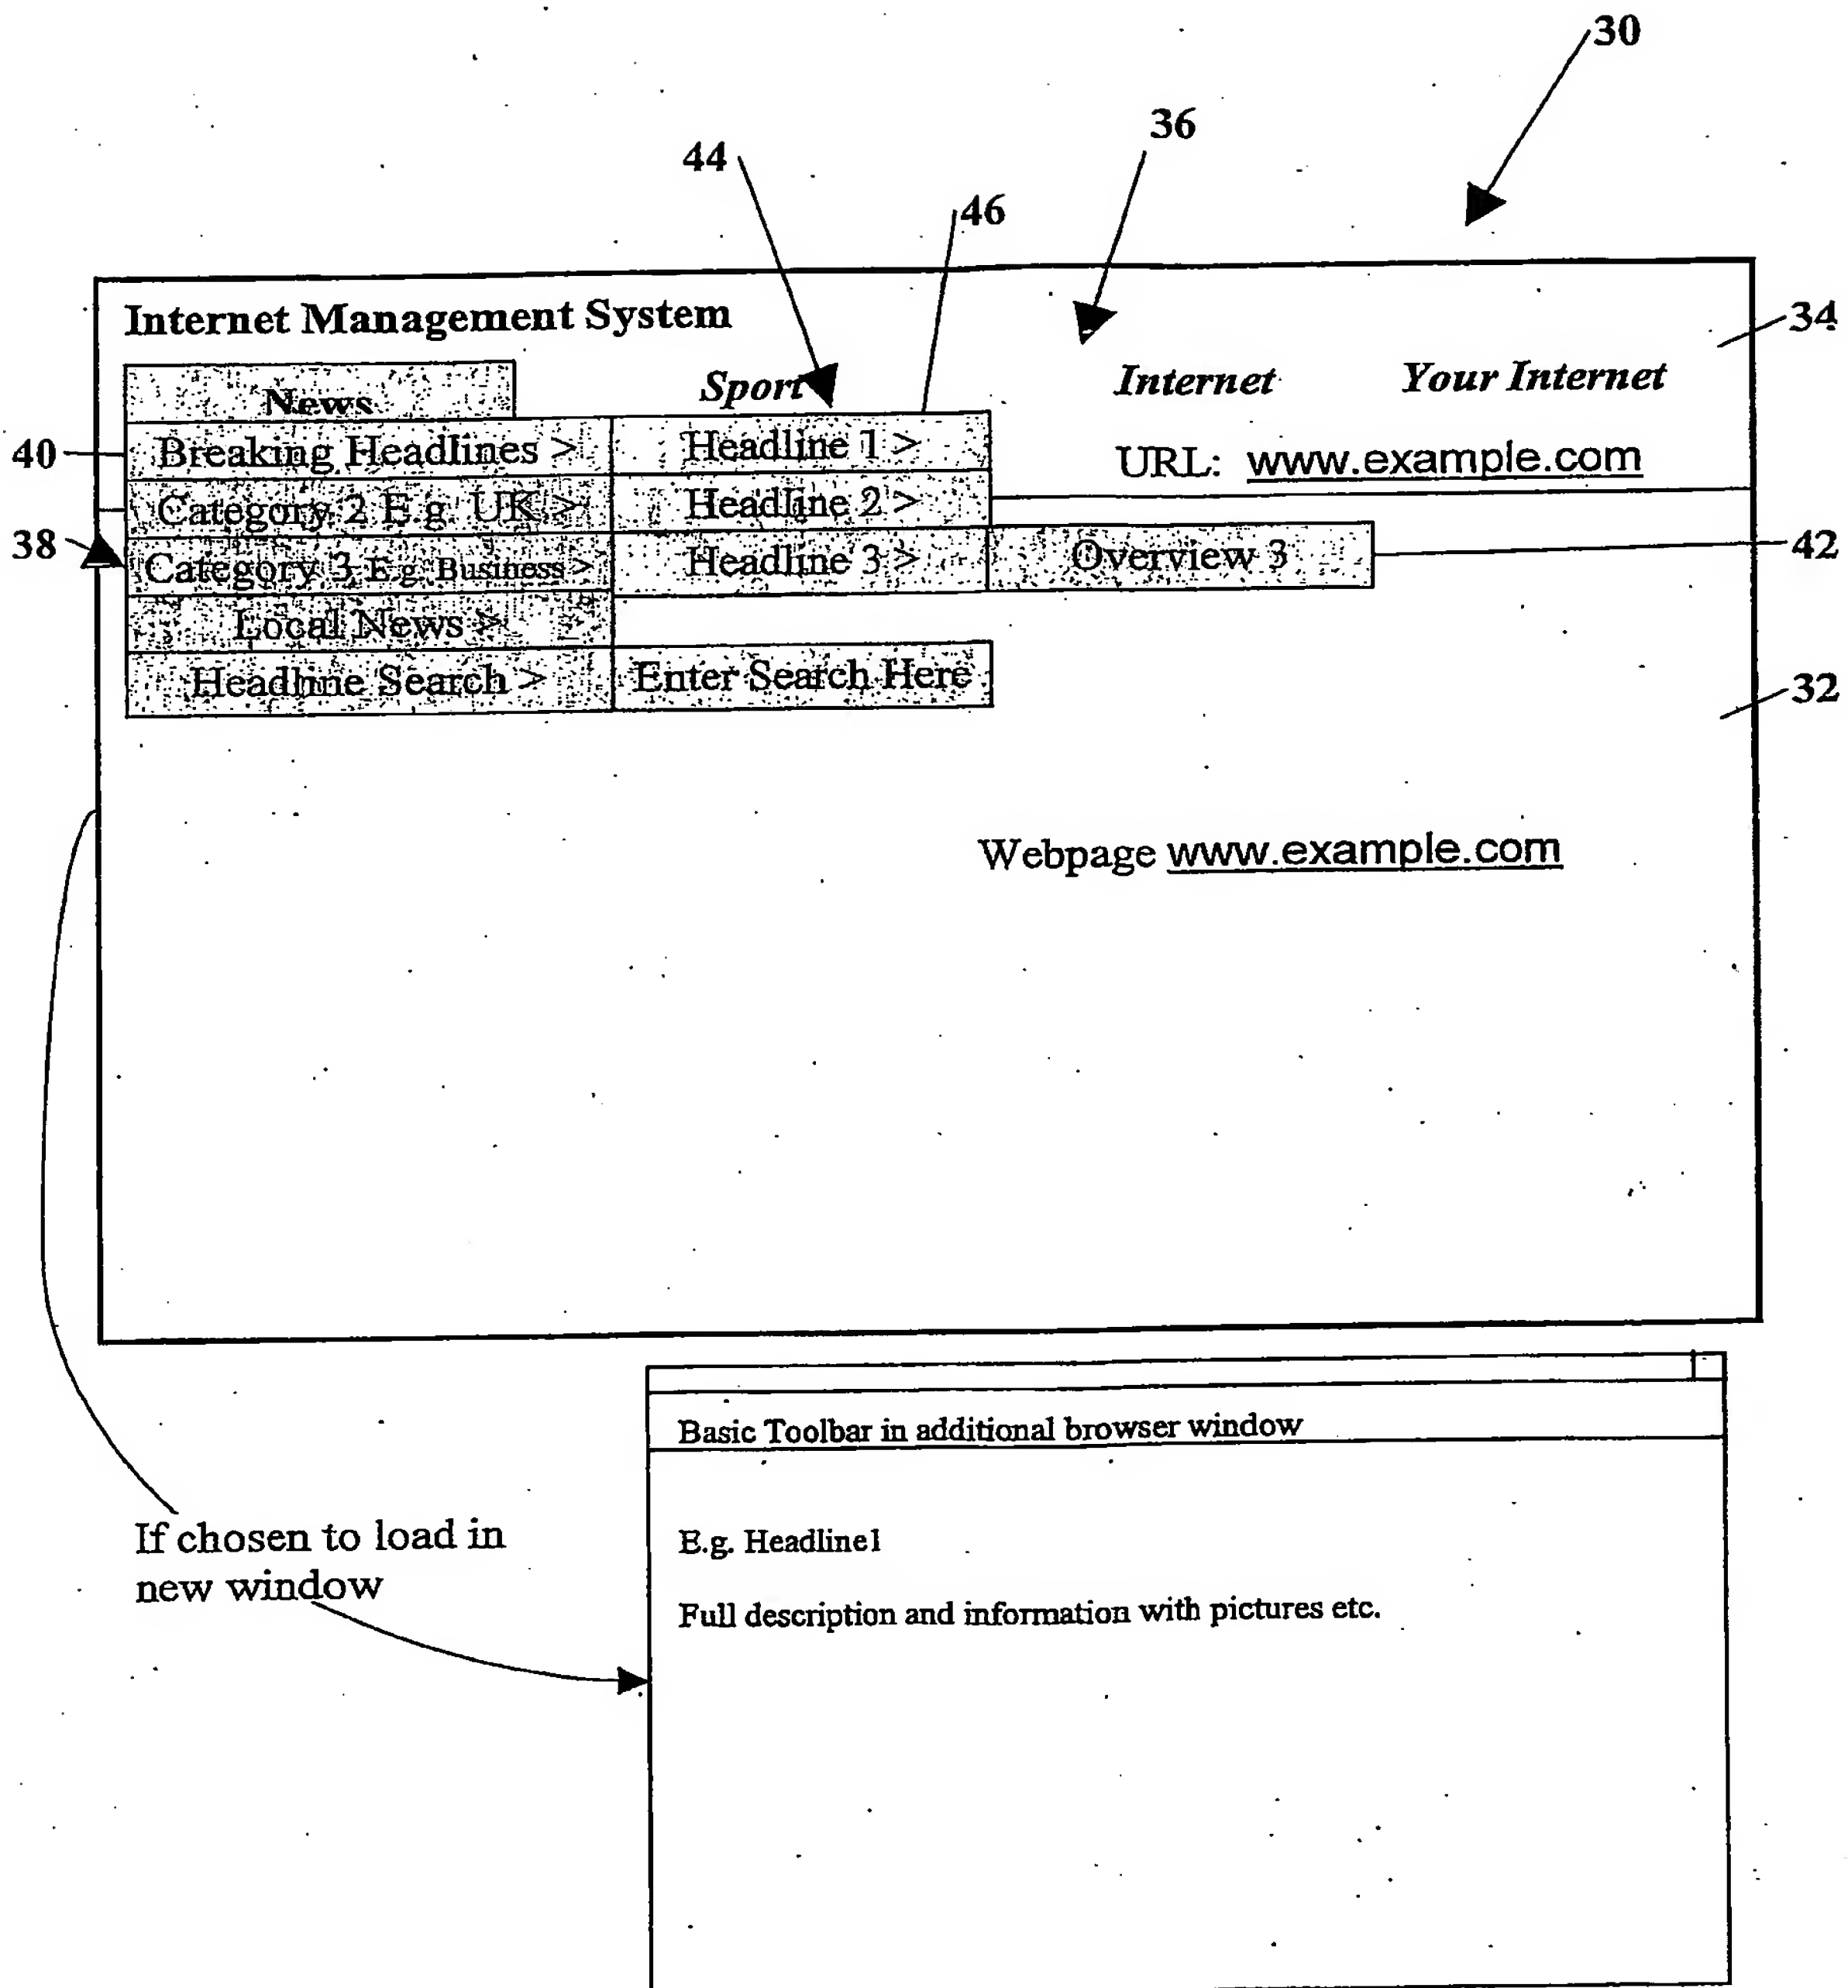 30
36
44
46
Internet Management System
34
News
Sport
Internet
Your Internet
40
Breaking Headlines >
Headline 1 >
URL: www.example.com
Category 2 E.g. UK >
Headline 2 >
38
Category 3 E.g. Business >
Headline 3 >
Overview 3
42
Local News >
Headline Search >
Enter Search Here
32
Webpage www.example.com
Basic Toolbar in additional browser window
If chosen to load in
new window
E.g. Headline1
Full description and information with pictures etc.